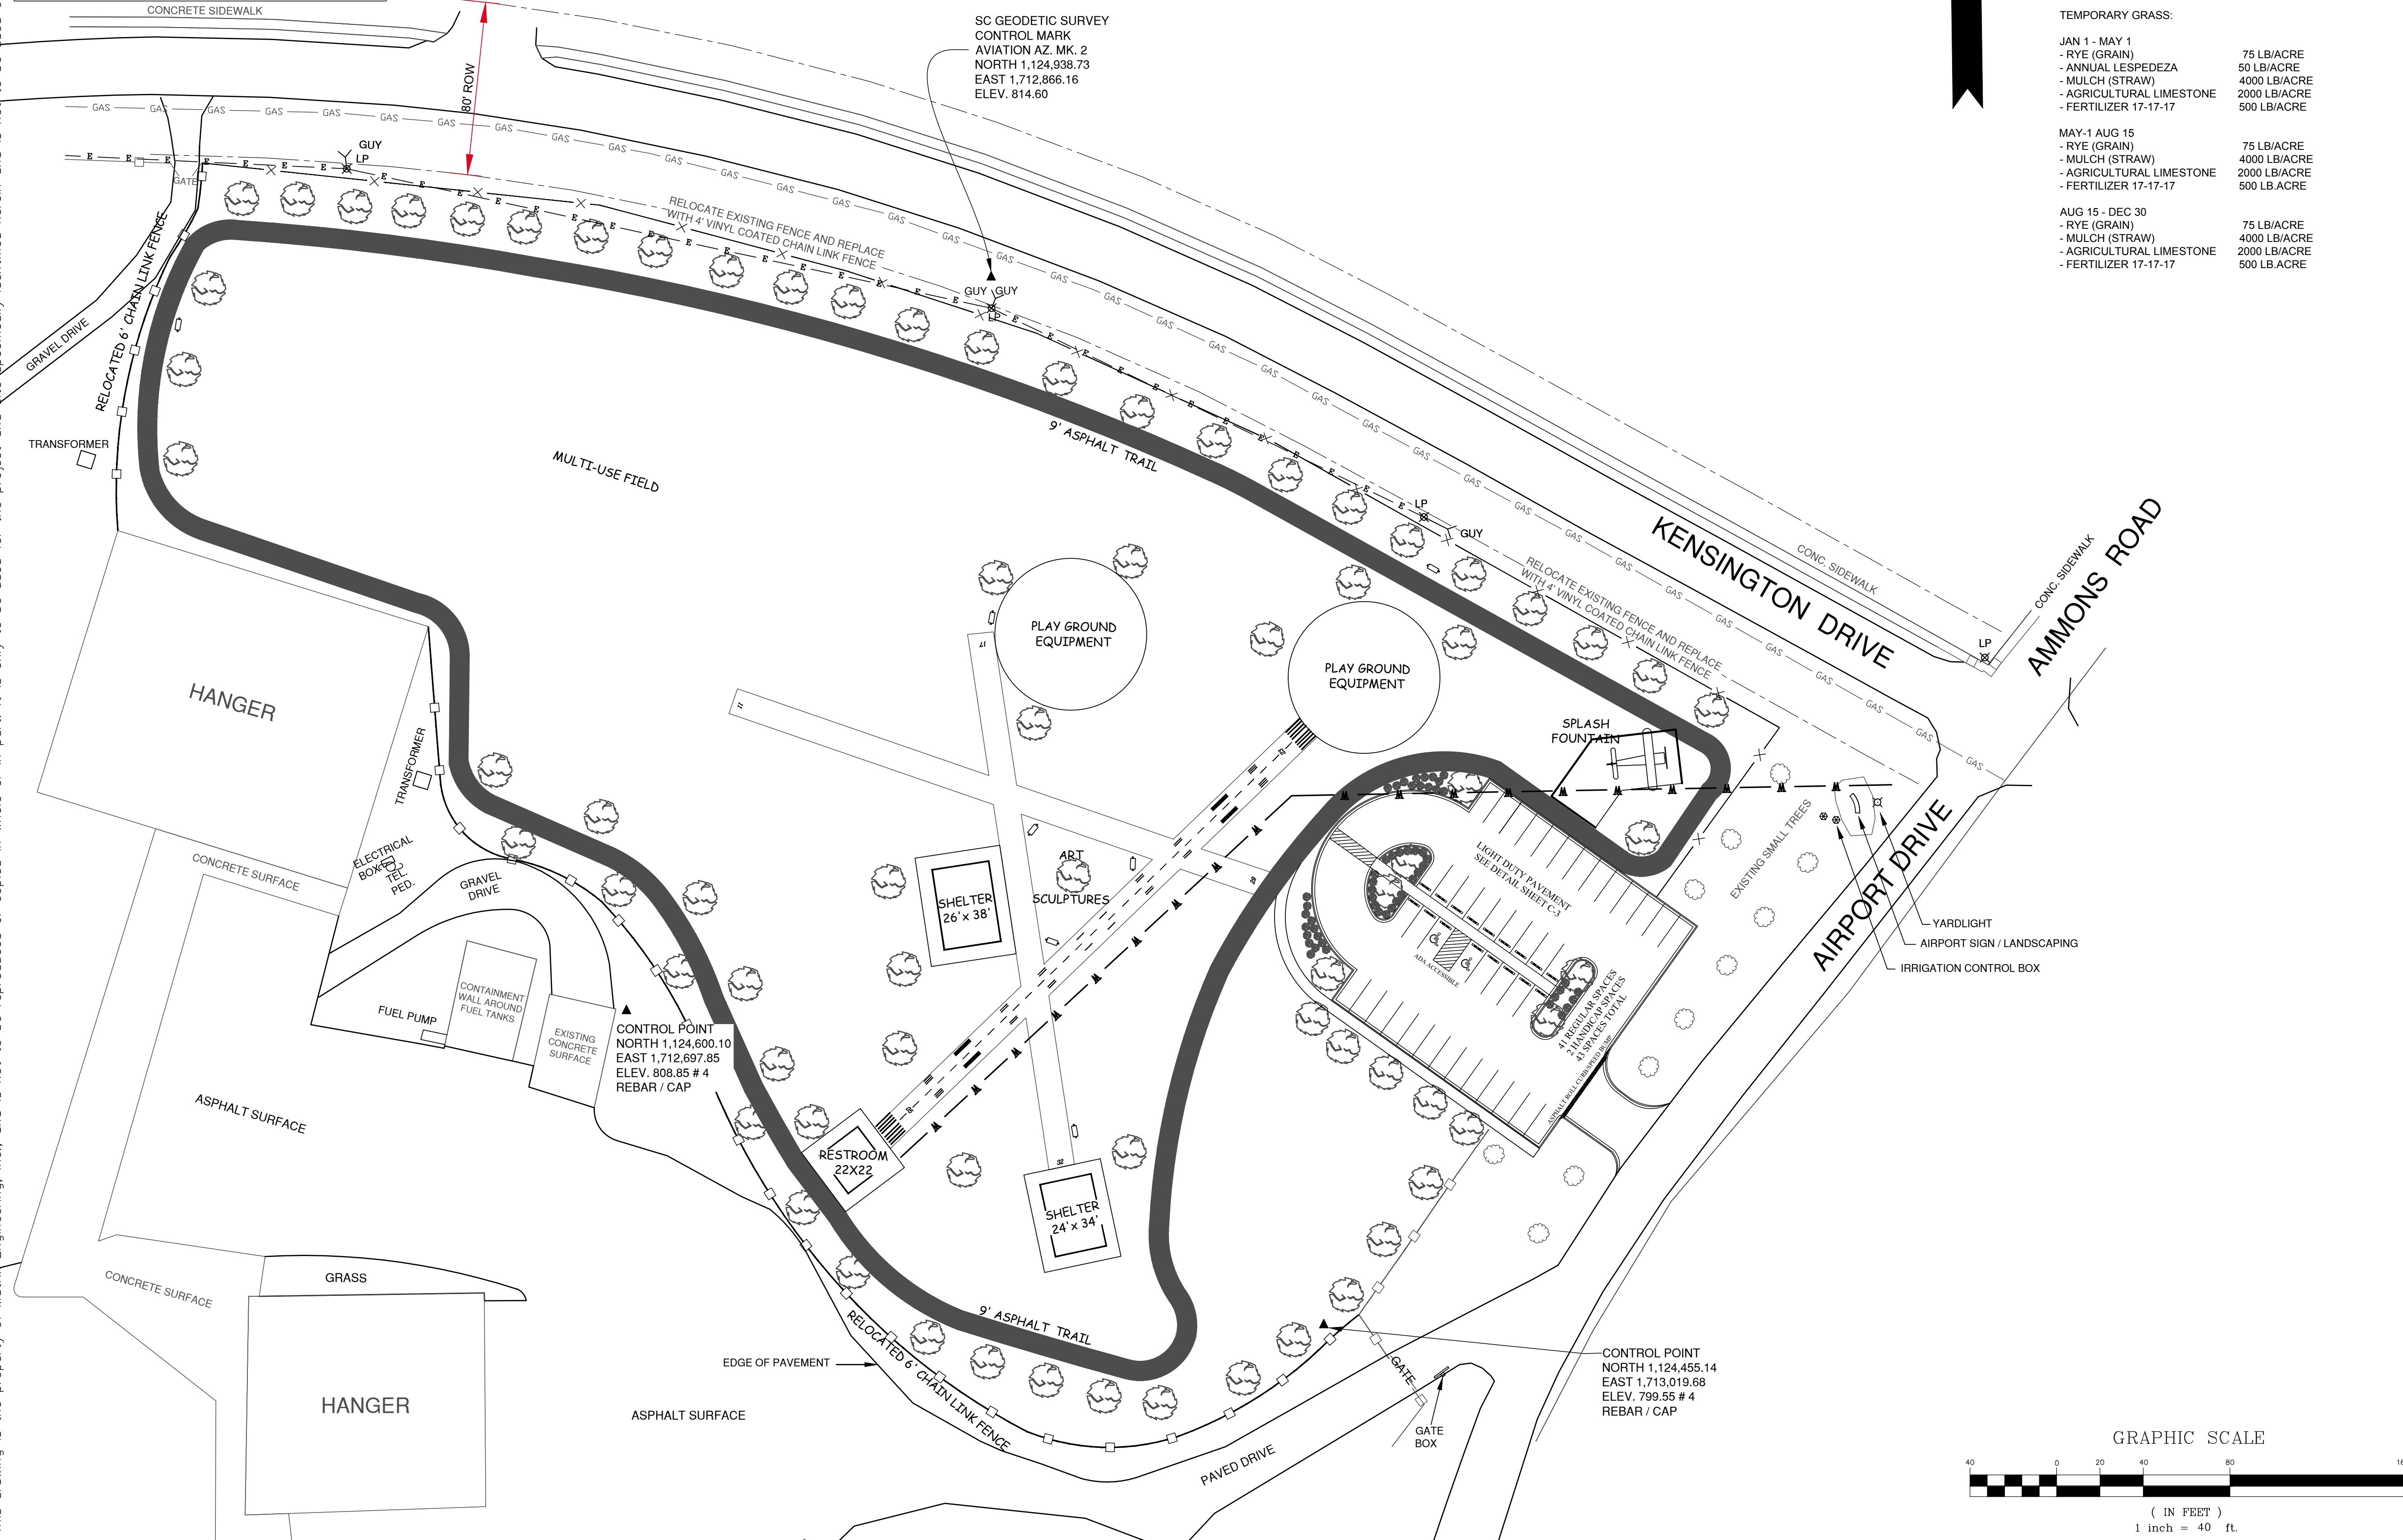 CONCRETE SIDEWALK
SC GEODETIC SURVEY
CONTROL MARK
AVIATION AZ. MK. 2
NORTH 1,124,938.73
EAST 1,712,866.16
ELEV. 814.60
TEMPORARY GRASS:
JAN 1 - MAY 1
- RYE (GRAIN) 75 LB/ACRE
- ANNUAL LESPEDEZA 50 LB/ACRE
- MULCH (STRAW) 4000 LB/ACRE
- AGRICULTURAL LIMESTONE 2000 LB/ACRE
- FERTILIZER 17-17-17 500 LB/ACRE
MAY-1 AUG 15
- RYE (GRAIN) 75 LB/ACRE
- MULCH (STRAW) 4000 LB/ACRE
- AGRICULTURAL LIMESTONE 2000 LB/ACRE
- FERTILIZER 17-17-17 500 LB.ACRE
AUG 15 - DEC 30
- RYE (GRAIN) 75 LB/ACRE
- MULCH (STRAW) 4000 LB/ACRE
- AGRICULTURAL LIMESTONE 2000 LB/ACRE
- FERTILIZER 17-17-17 500 LB.ACRE
80' ROW
GAS GAS GAS GAS GAS GAS GAS GAS
GUY
LP
GATE
RELOCATE EXISTING FENCE AND REPLACE
WITH 4' VINYL COATED CHAIN LINK FENCE
GUY GUY
LP
RELOCATED 6' CHAIN LINK FENCE
GRAVEL DRIVE
TRANSFORMER
MULTI-USE FIELD
9' ASPHALT TRAIL
LP
GUY
KENSINGTON DRIVE
CONC. SIDEWALK
CONC. SIDEWALK
AMMONS ROAD
LP
RELOCATE EXISTING FENCE AND REPLACE
WITH 4' VINYL COATED CHAIN LINK FENCE
PLAY GROUND
EQUIPMENT
PLAY GROUND
EQUIPMENT
17
11
HANGER
SPLASH
FOUNTAIN
TRANSFORMER
ELECTRICAL
BOX
TEL.
PED.
CONCRETE SURFACE
GRAVEL
DRIVE
SHELTER
26'x 38'
ART
SCULPTURES
LIGHT DUTY PAVEMENT
SEE DETAIL SHEET C-3
ADA ACCESSIBLE
41 REGULAR SPACES
2 HANDICAP SPACES
43 SPACES TOTAL
ASPHALT ROLL CURB/SPEED BUMP
EXISTING SMALL TREES
AIRPORT DRIVE
YARDLIGHT
AIRPORT SIGN / LANDSCAPING
IRRIGATION CONTROL BOX
FUEL PUMP
CONTAINMENT
WALL AROUND
FUEL TANKS
EXISTING
CONCRETE
SURFACE
CONTROL POINT
NORTH 1,124,600.10
EAST 1,712,697.85
ELEV. 808.85 # 4
REBAR / CAP
ASPHALT SURFACE
RESTROOM
22X22
32
SHELTER
24'x 34'
CONCRETE SURFACE
GRASS
HANGER
9' ASPHALT TRAIL
RELOCATED 6' CHAIN LINK FENCE
EDGE OF PAVEMENT
ASPHALT SURFACE
GATE
GATE
BOX
PAVED DRIVE
CONTROL POINT
NORTH 1,124,455.14
EAST 1,713,019.68
ELEV. 799.55 # 4
REBAR / CAP
GRAPHIC SCALE
40 0 20 40 80
( IN FEET )
1 inch = 40 ft.